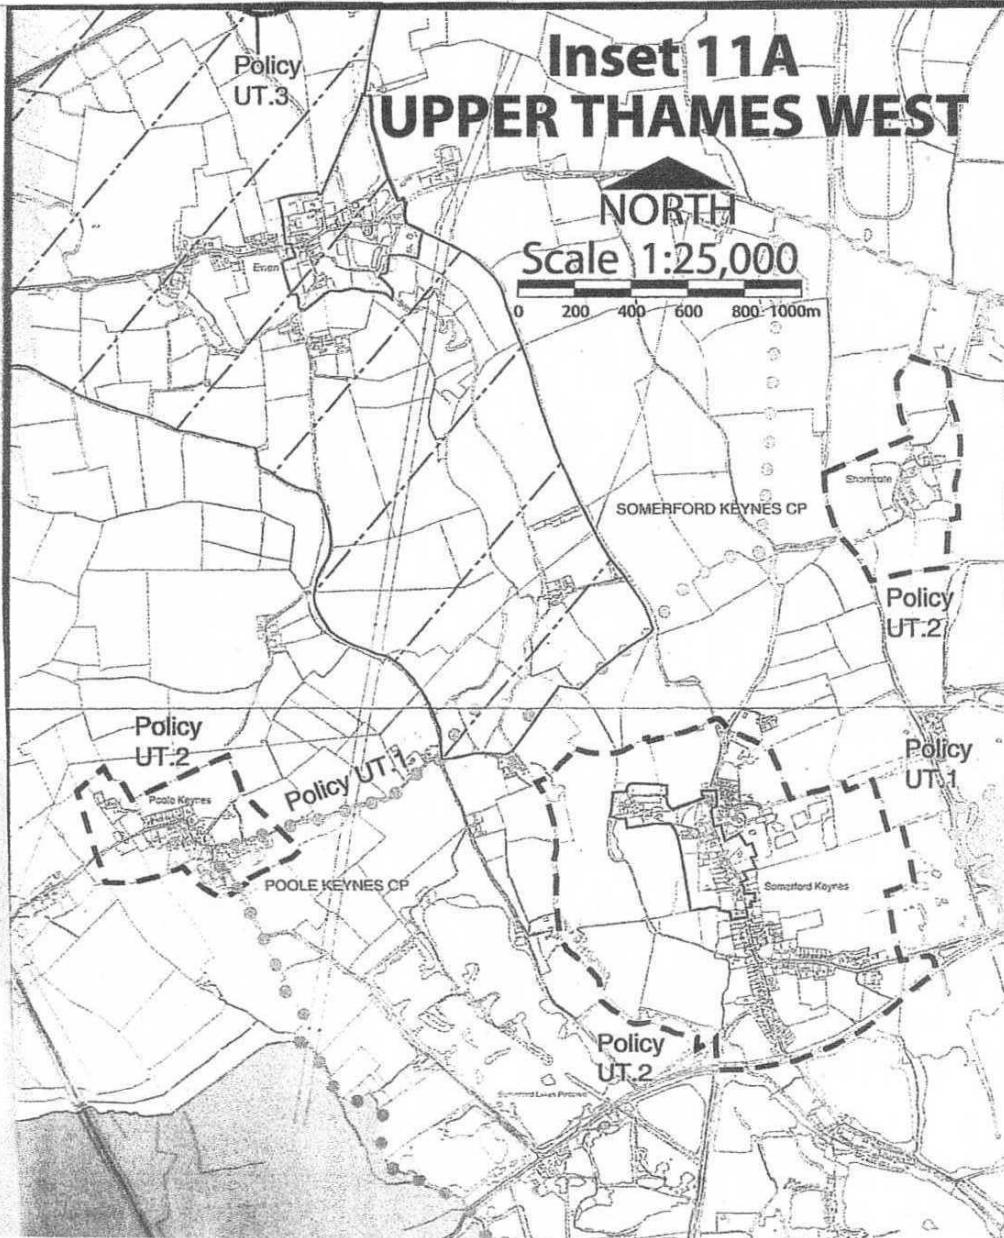 Inset 11A
UPPER THAMES WEST
NORTH
Scale 1:25,000
0 200 400 600 800 1000m
Policy
UT.3
Ewen
SOMERFORD KEYNES CP
Shorncote
Policy
UT.2
Policy
UT.2
Poole Keynes
Policy UT.1
Policy
UT.1
POOLE KEYNES CP
Somerford Keynes
Policy
UT.2